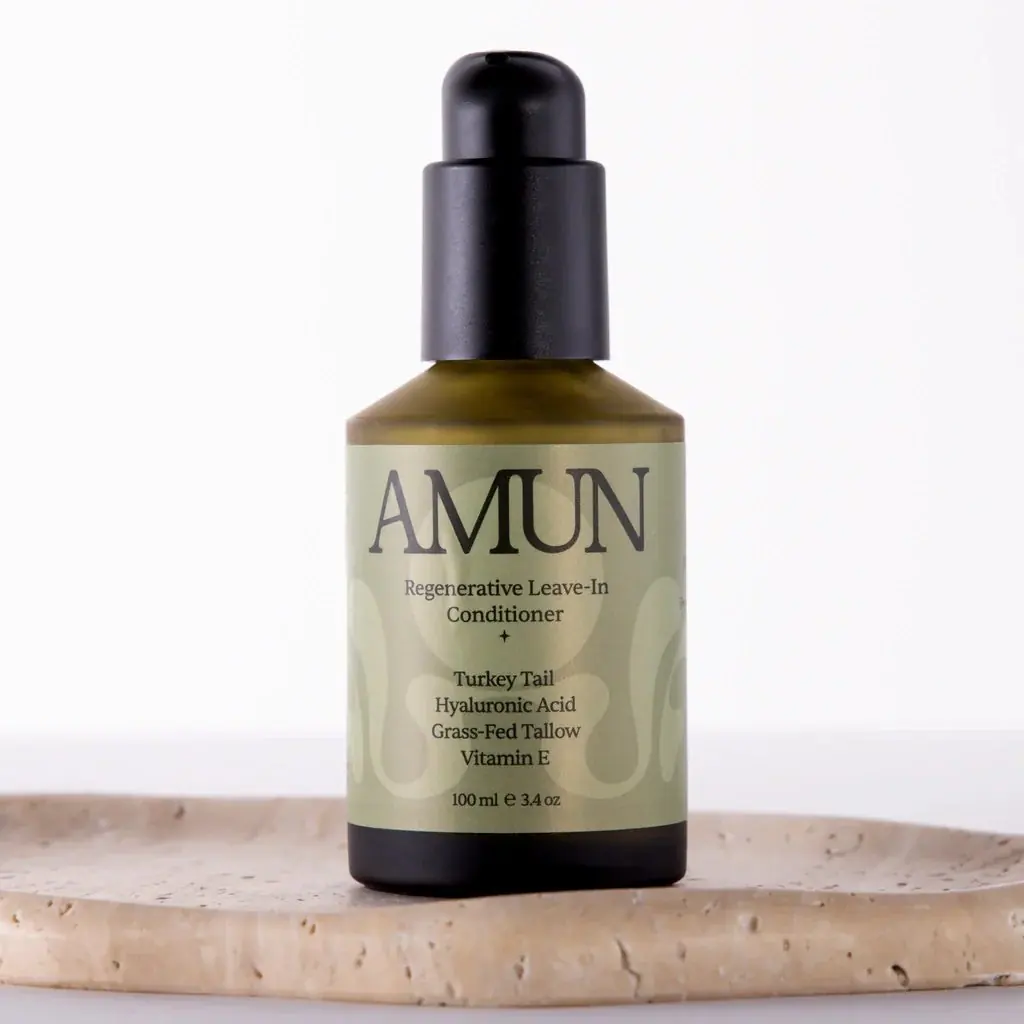 AMUN
Regenerative Leave-In
Conditioner
Turkey Tail
Hyaluronic Acid
Grass-Fed Tallow
Vitamin E
100 ml ℮ 3.4 oz